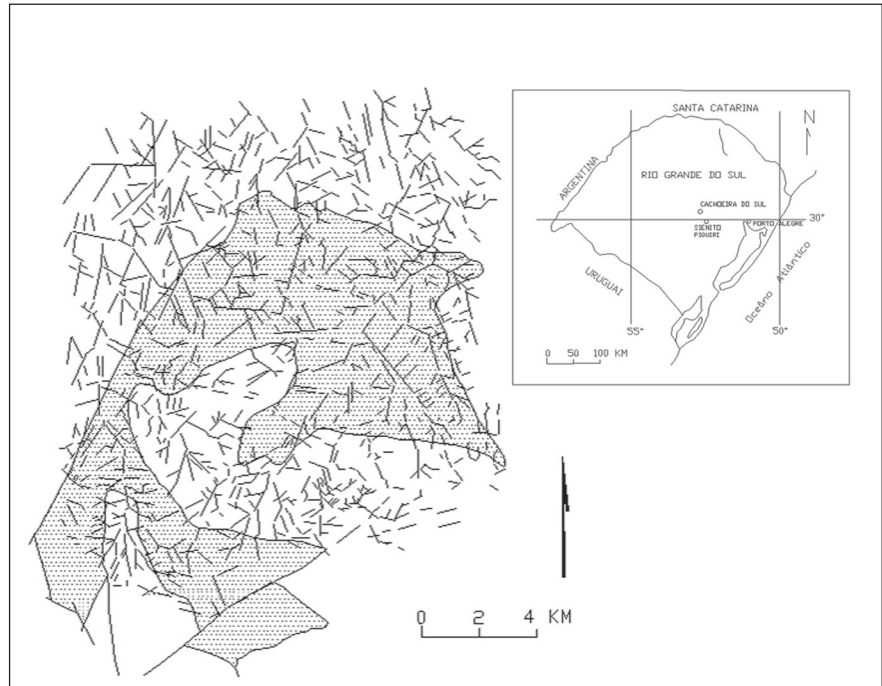 SANTA CATARINA
N
ARGENTINA
RIO GRANDE DO SUL
CACHOEIRA DO SUL
30°
PORTO ALEGRE
SIENITO
PIQUIRI
URUGUAI
Oceâno Atlântico
55°
50°
0 50 100 KM
0 2 4 KM